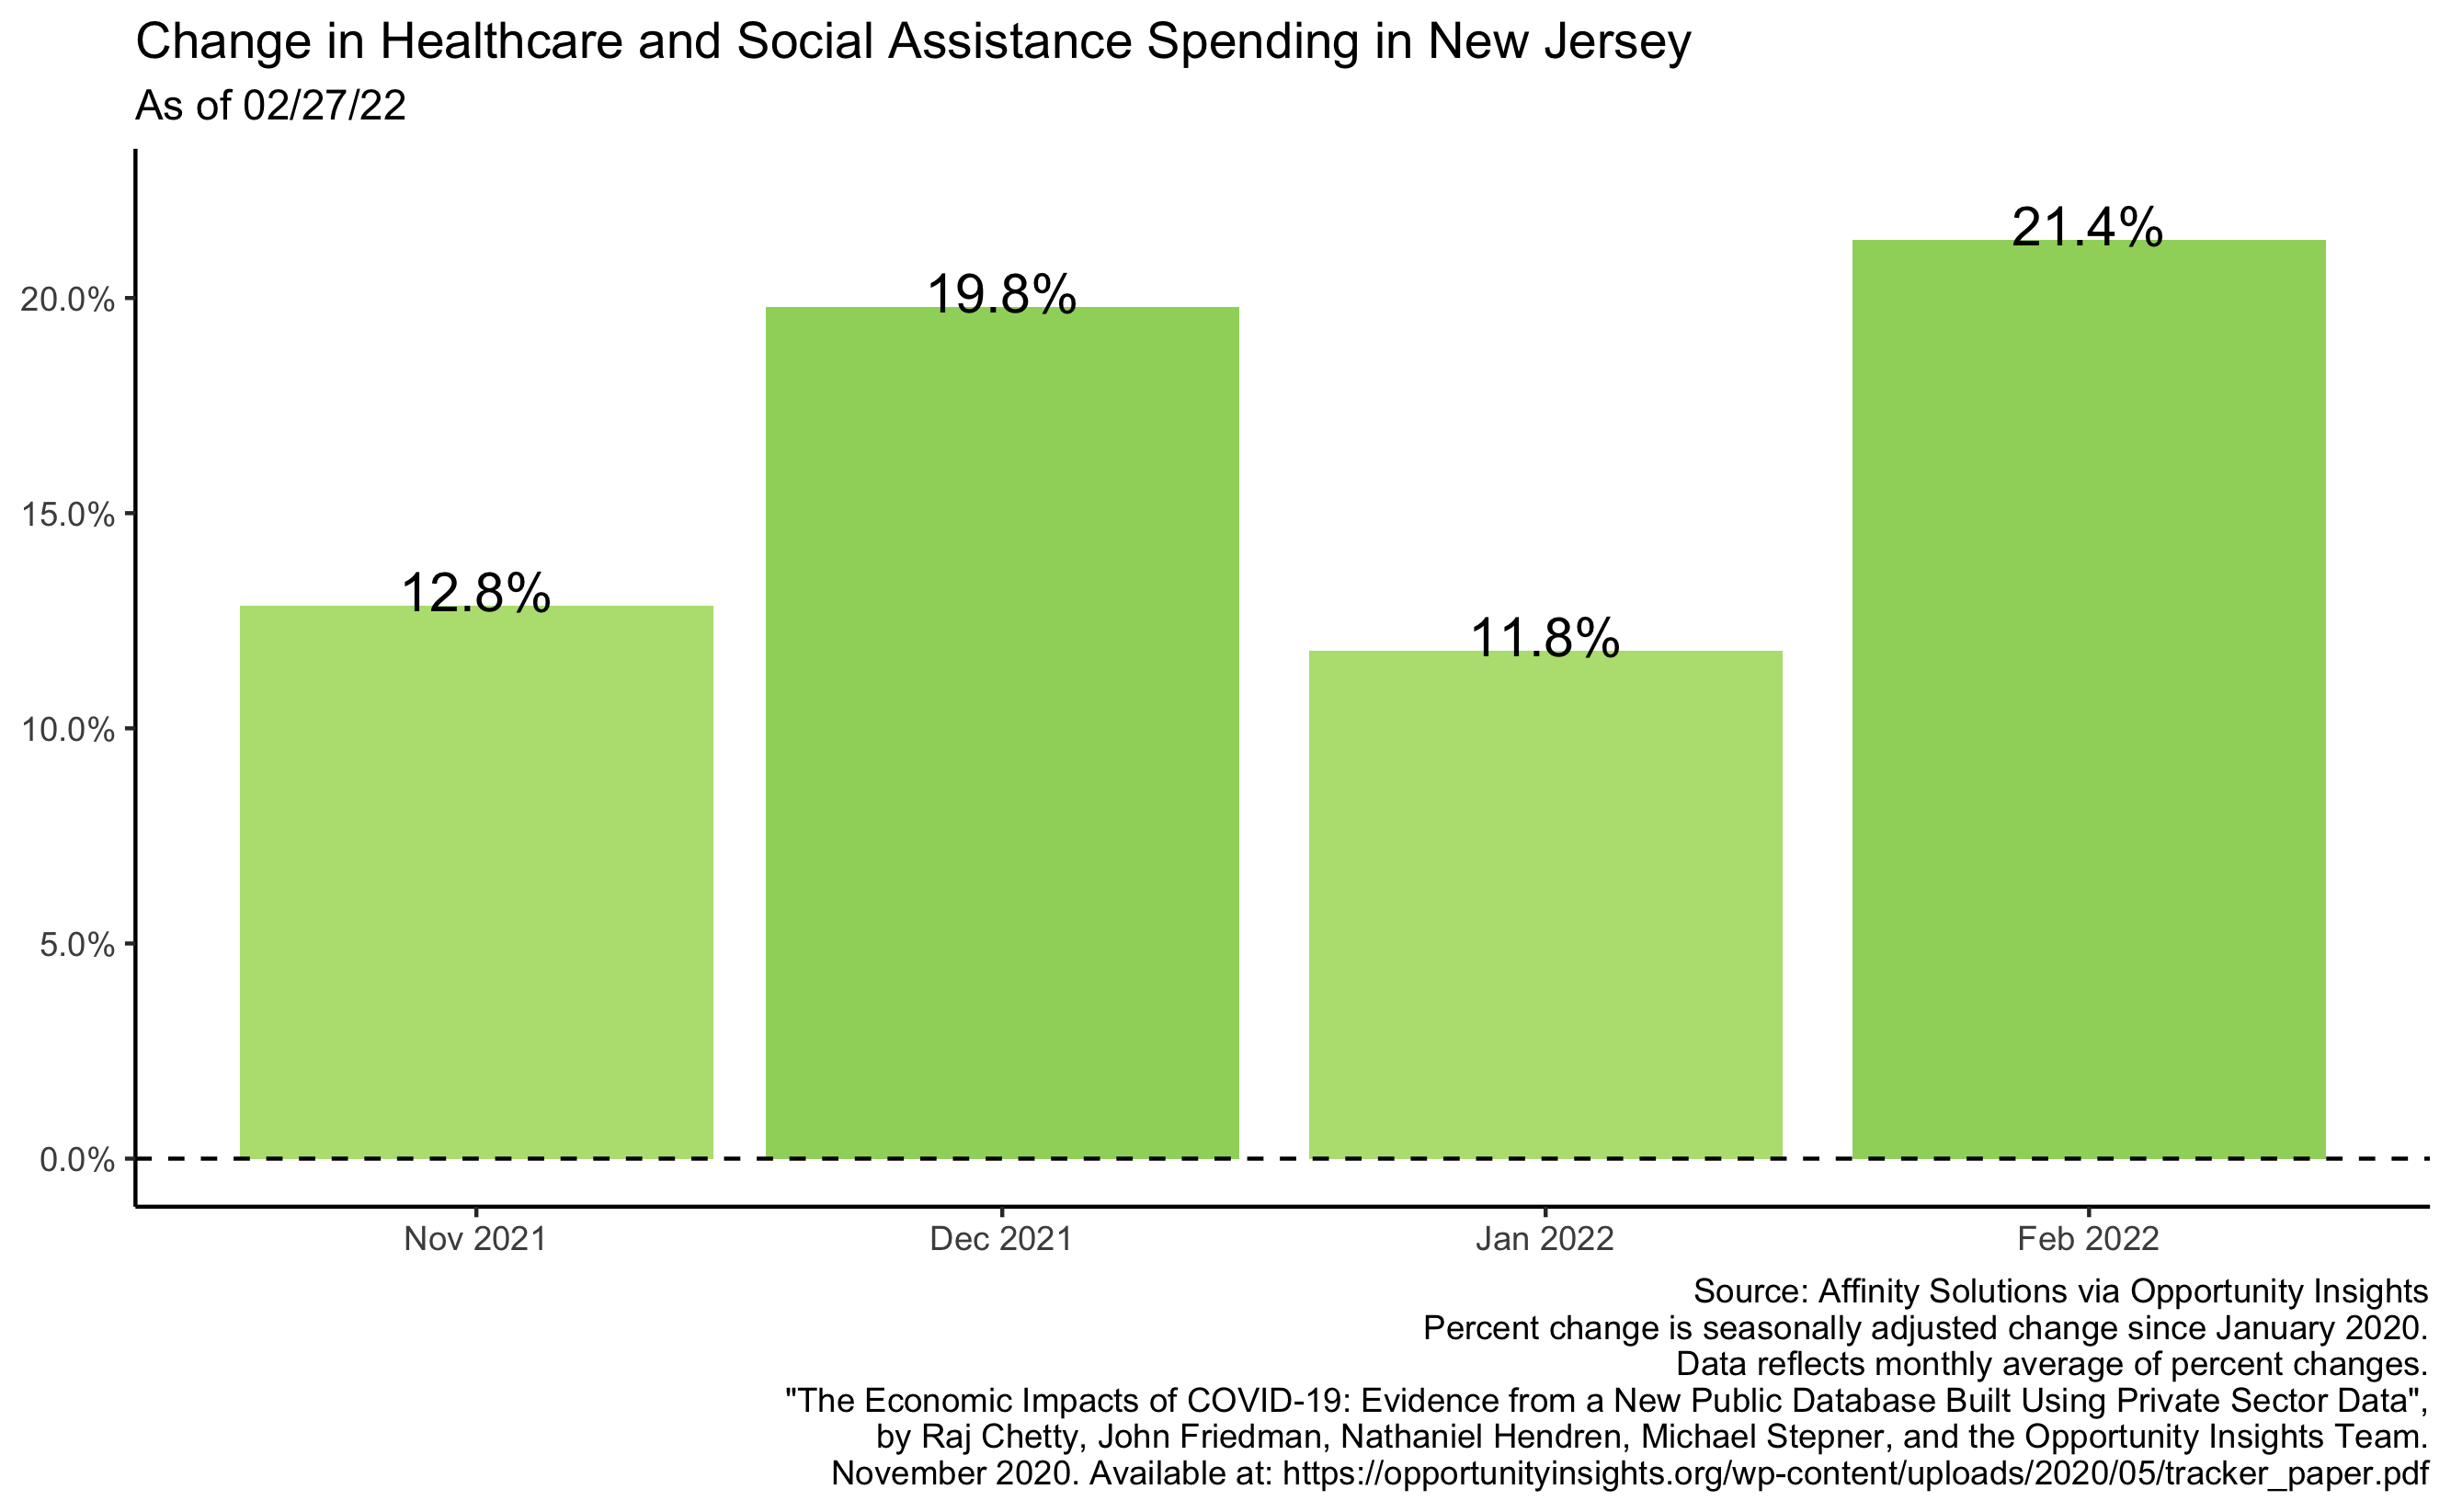 Change in Healthcare and Social Assistance Spending in New Jersey
As of 02/27/22
21.4%
20.0%
19.8%
15.0%
12.8%
11.8%
10.0%
5.0%
0.0%
Nov 2021
Dec 2021
Jan 2022
Feb 2022
Source: Affinity Solutions via Opportunity Insights
Percent change is seasonally adjusted change since January 2020.
Data reflects monthly average of percent changes.
"The Economic Impacts of COVID-19: Evidence from a New Public Database Built Using Private Sector Data",
by Raj Chetty, John Friedman, Nathaniel Hendren, Michael Stepner, and the Opportunity Insights Team.
November 2020. Available at: https://opportunityinsights.org/wp-content/uploads/2020/05/tracker_paper.pdf